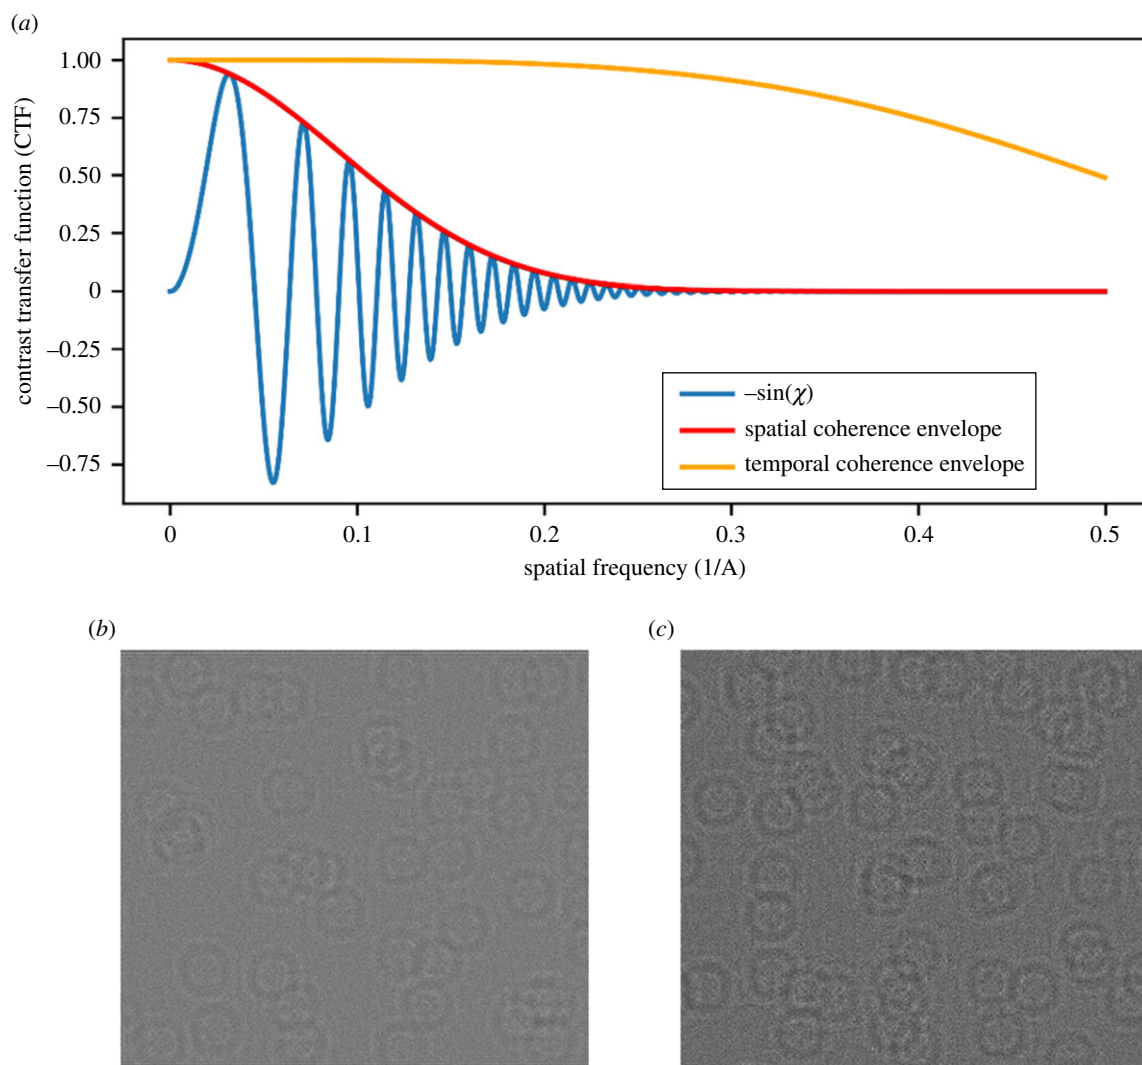 (a)
contrast transfer function (CTF)
1.00
0.75
0.50
0.25
0
–0.25
–0.50
–0.75
–sin(χ)
spatial coherence envelope
temporal coherence envelope
0 0.1 0.2 0.3 0.4 0.5
spatial frequency (1/A)
(b) (c)